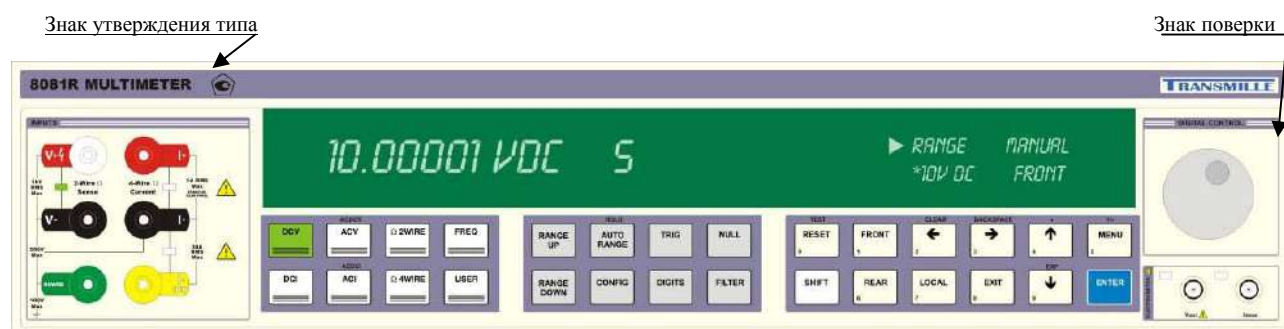 Знак утверждения типа
Знак поверки
8081R MULTIMETER
TRANSMILLE
INPUTS
DIGITAL CONTROL
10.00001 VDC S
RANGE MANUAL
*10V DC FRONT
V+ I+
2-Wire Ω Sense
4-Wire Ω Current
V- I-
DCV ACV Ω 2WIRE FREQ
DCI ACI Ω 4WIRE USER
HOLD
RANGE UP AUTO RANGE TRIG NULL
RANGE DOWN CONFIG DIGITS FILTER
TEST CLEAR BACKSPACE
RESET FRONT MENU
EXP
SHIFT REAR LOCAL EXIT ENTER